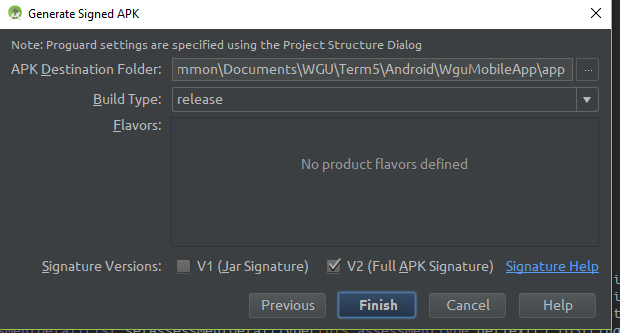 Generate Signed APK
Note: Proguard settings are specified using the Project Structure Dialog
APK Destination Folder: mmon\Documents\WGU\Term5\Android\WguMobileApp\app ...
Build Type: release
Flavors:
No product flavors defined
Signature Versions: V1 (Jar Signature) V2 (Full APK Signature) Signature Help
Previous Finish Cancel Help